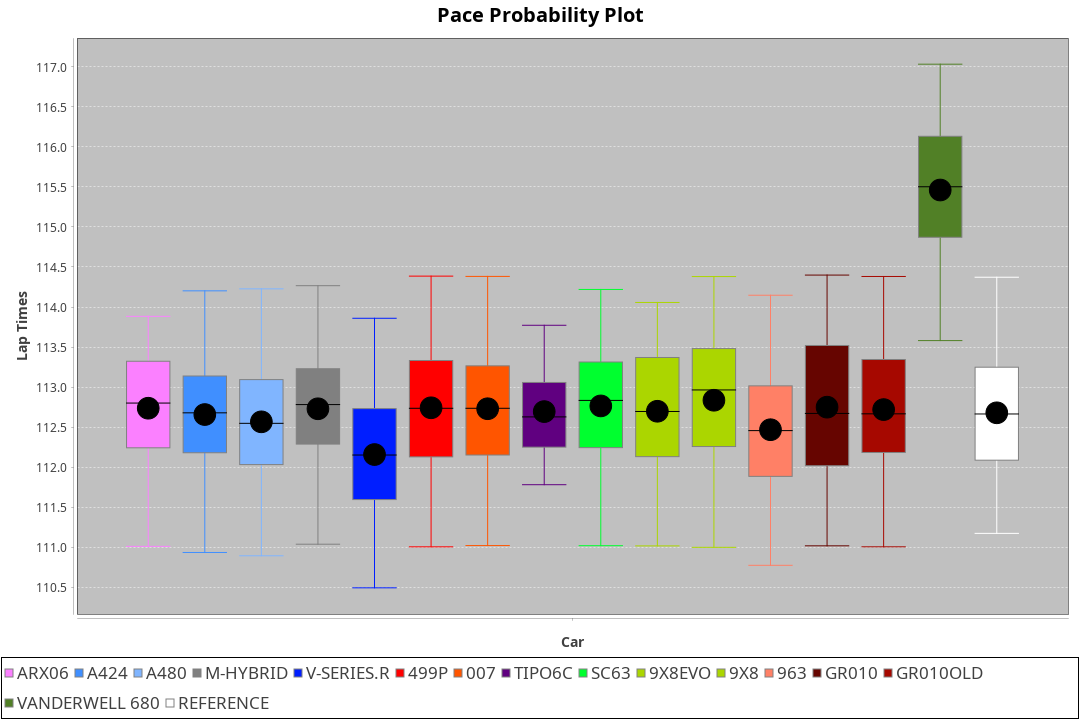 Pace Probability Plot
117.0
116.5
116.0
115.5
115.0
114.5
114.0
113.5
113.0
112.5
112.0
111.5
111.0
110.5
Lap Times
Car
ARX06 A424 A480 M-HYBRID V-SERIES.R 499P 007 TIPO6C SC63 9X8EVO 9X8 963 GR010 GR010OLD
VANDERWELL 680 REFERENCE